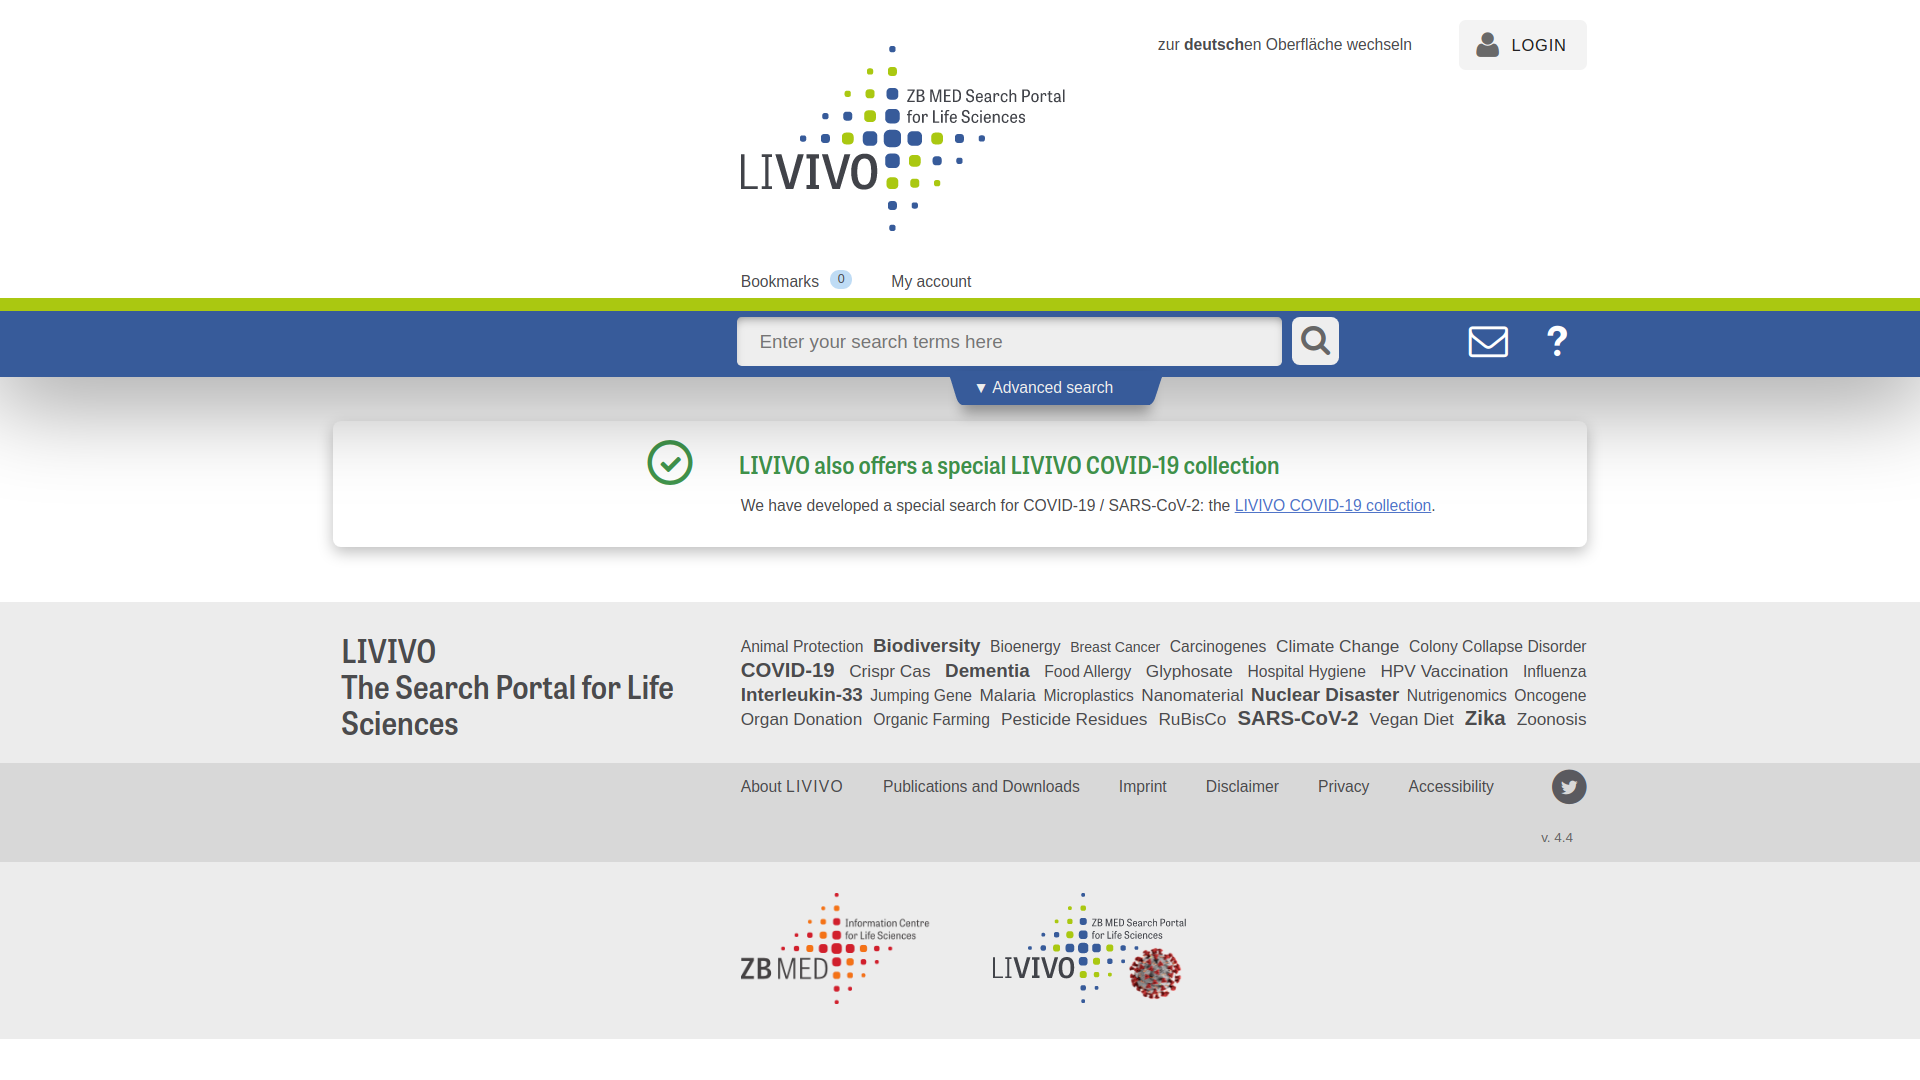 zur deutschen Oberfläche wechseln
LOGIN
ZB MED Search Portal
for Life Sciences
LIVIVO
Bookmarks 0 My account
Enter your search terms here
?
▼ Advanced search
LIVIVO also offers a special LIVIVO COVID-19 collection
We have developed a special search for COVID-19 / SARS-CoV-2: the LIVIVO COVID-19 collection.
LIVIVO
The Search Portal for Life
Sciences
Animal Protection Biodiversity Bioenergy Breast Cancer Carcinogenes Climate Change Colony Collapse Disorder
COVID-19 Crispr Cas Dementia Food Allergy Glyphosate Hospital Hygiene HPV Vaccination Influenza
Interleukin-33 Jumping Gene Malaria Microplastics Nanomaterial Nuclear Disaster Nutrigenomics Oncogene
Organ Donation Organic Farming Pesticide Residues RuBisCo SARS-CoV-2 Vegan Diet Zika Zoonosis
About LIVIVO Publications and Downloads Imprint Disclaimer Privacy Accessibility
v. 4.4
Information Centre
for Life Sciences
ZB MED
ZB MED Search Portal
for Life Sciences
LIVIVO